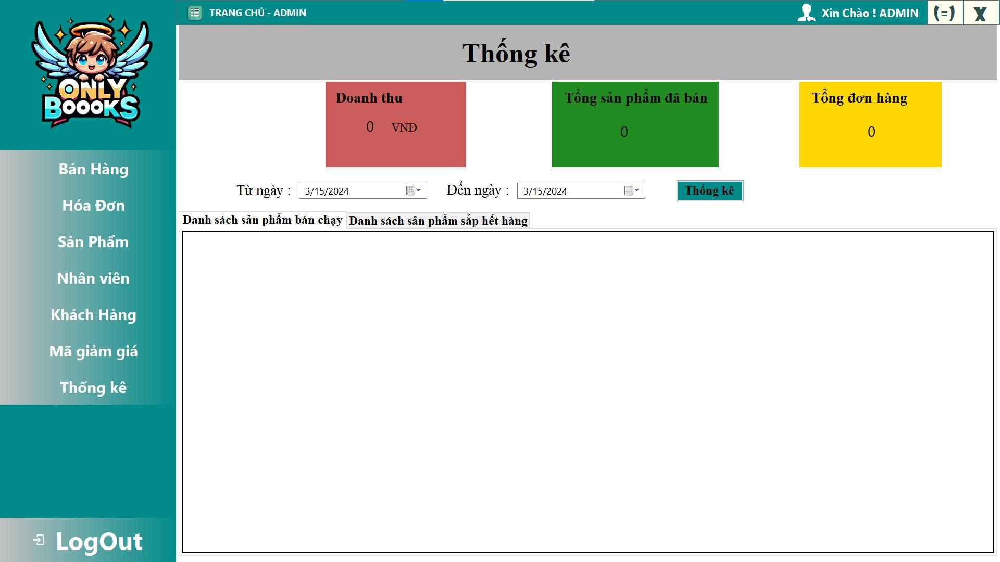 ONLY
BOOOKS
TRANG CHỦ - ADMIN
Xin Chào ! ADMIN
(=)
X
Thống kê
Doanh thu
0 VNĐ
Tổng sản phẩm đã bán
0
Tổng đơn hàng
0
Từ ngày :
3/15/2024
Đến ngày :
3/15/2024
Thống kê
Danh sách sản phẩm bán chạy
Danh sách sản phẩm sắp hết hàng
Bán Hàng
Hóa Đơn
Sản Phẩm
Nhân viên
Khách Hàng
Mã giảm giá
Thống kê
LogOut